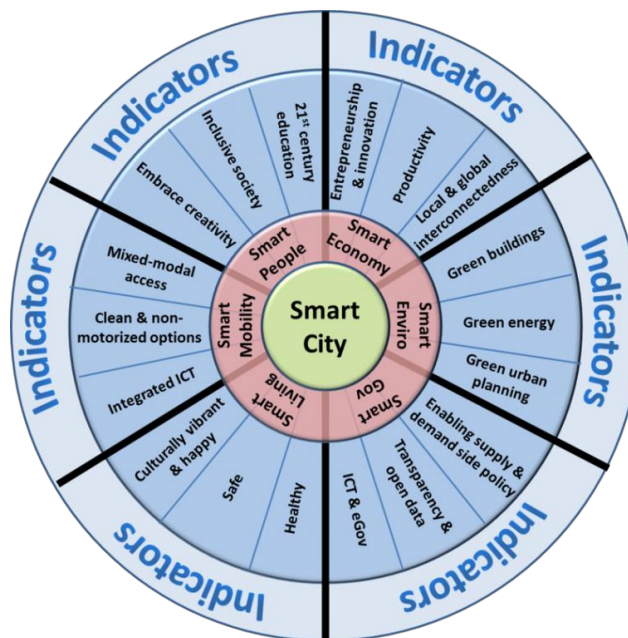 Smart
City
Smart
Economy
Entrepreneurship
& innovation
Productivity
Local & global
interconnectedness
Indicators
Smart
Enviro
Green buildings
Green energy
Green urban
planning
Indicators
Smart
Gov
Enabling supply &
demand side policy
Transparency &
open data
ICT & eGov
Indicators
Smart
Living
Healthy
Safe
Culturally vibrant
& happy
Indicators
Smart
Mobility
Integrated ICT
Clean & non-
motorized options
Mixed-modal
access
Indicators
Smart
People
Embrace creativity
Inclusive society
21st century
education
Indicators